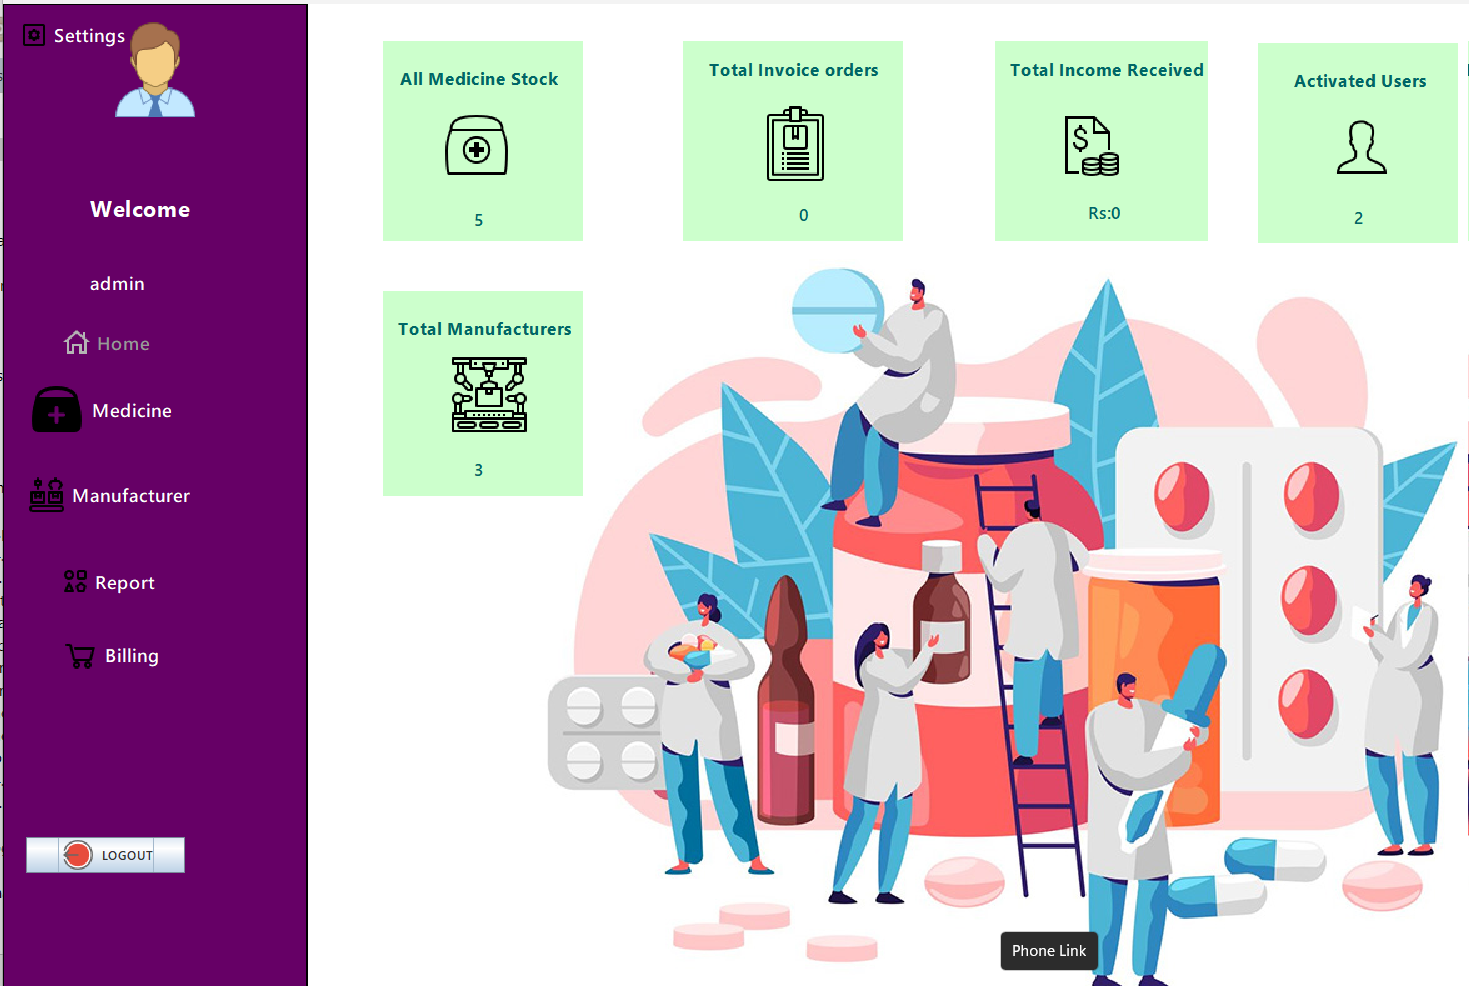 Settings
Welcome
admin
Home
Medicine
Manufacturer
Report
Billing
LOGOUT
All Medicine Stock
5
Total Invoice orders
0
Total Income Received
Rs:0
Activated Users
2
Total Manufacturers
3
Phone Link